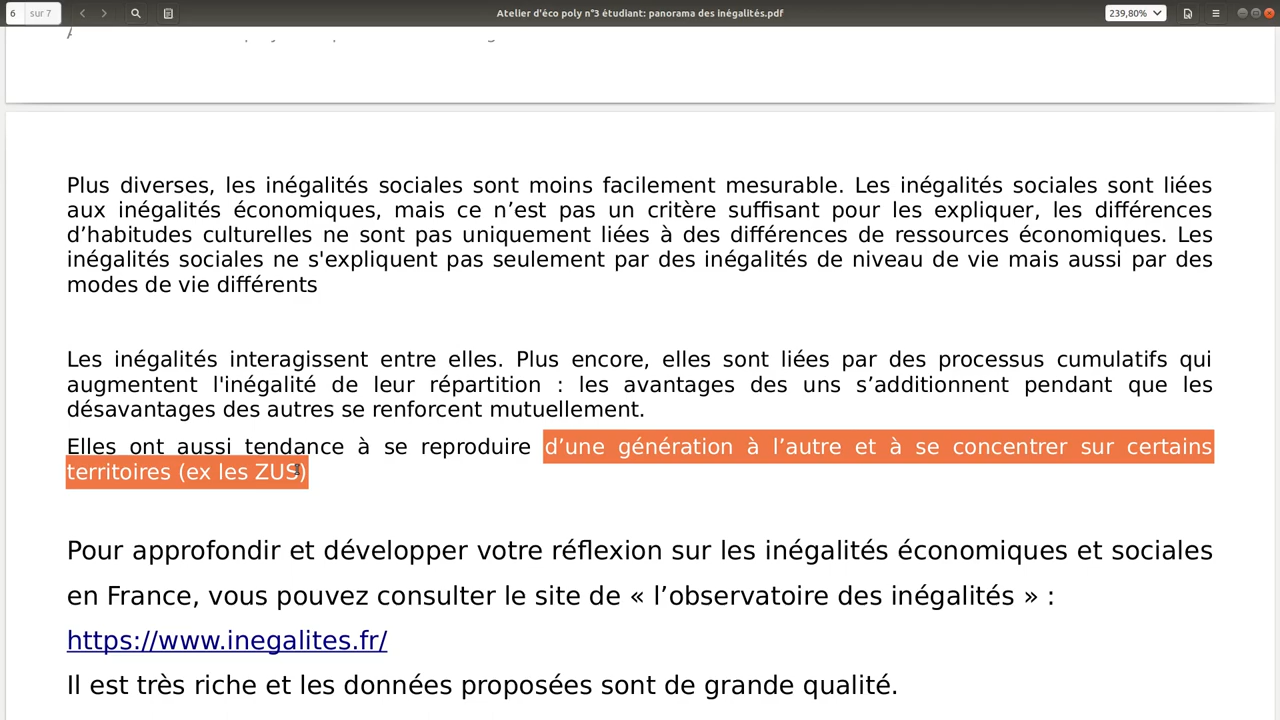 6 sur 7
Atelier d'éco poly n°3 étudiant: panorama des inégalités.pdf
239,80%
Plus diverses, les inégalités sociales sont moins facilement mesurable. Les inégalités sociales sont liées
aux inégalités économiques, mais ce n’est pas un critère suffisant pour les expliquer, les différences
d’habitudes culturelles ne sont pas uniquement liées à des différences de ressources économiques. Les
inégalités sociales ne s'expliquent pas seulement par des inégalités de niveau de vie mais aussi par des
modes de vie différents
Les inégalités interagissent entre elles. Plus encore, elles sont liées par des processus cumulatifs qui
augmentent l'inégalité de leur répartition : les avantages des uns s’additionnent pendant que les
désavantages des autres se renforcent mutuellement.
Elles ont aussi tendance à se reproduire d’une génération à l’autre et à se concentrer sur certains
territoires (ex les ZUS)
Pour approfondir et développer votre réflexion sur les inégalités économiques et sociales
en France, vous pouvez consulter le site de « l’observatoire des inégalités » :
https://www.inegalites.fr/
Il est très riche et les données proposées sont de grande qualité.